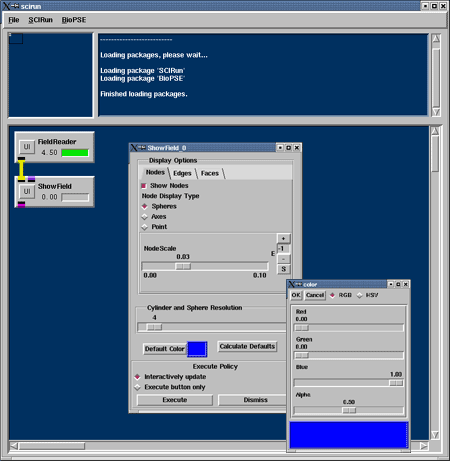 scirun
File SCIRun BioPSE
--------------------------
Loading packages, please wait...
Loading package 'SCIRun'
Loading package 'BioPSE'
Finished loading packages.
FieldReader
UI
4.50
ShowField
UI
0.00
ShowField_0
Display Options
Nodes Edges Faces
Show Nodes
Node Display Type
Spheres
Axes
Point
NodeScale
0.03
0.00 0.10
+
E -1
-
S
Cylinder and Sphere Resolution
4
Default Color Calculate Defaults
Execute Policy
Interactively update
Execute button only
Execute Dismiss
color
OK Cancel RGB HSV
Red
0.00
Green
0.00
Blue
1.00
Alpha